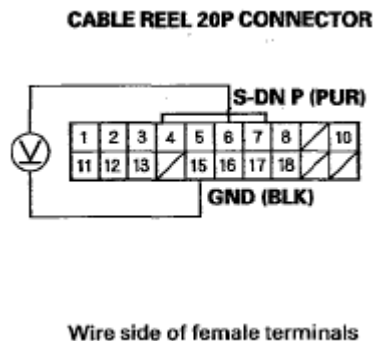 CABLE REEL 20P CONNECTOR
S-DN P (PUR)
1 2 3 4 5 6 7 8 10
V
11 12 13 15 16 17 18
GND (BLK)
Wire side of female terminals